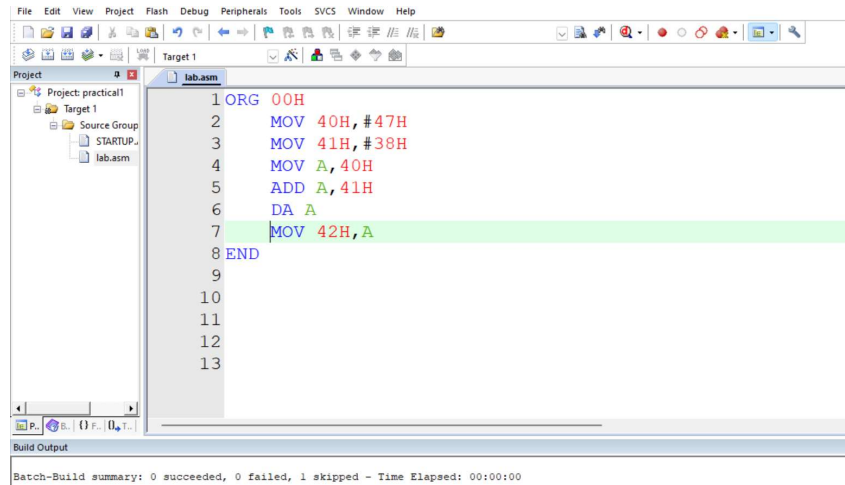 File Edit View Project Flash Debug Peripherals Tools SVCS Window Help
LOAD Target 1
Project
lab.asm
Project: practical1
Target 1
Source Group
STARTUP.
lab.asm
1 ORG 00H
2 MOV 40H,#47H
3 MOV 41H,#38H
4 MOV A,40H
5 ADD A,41H
6 DA A
7 MOV 42H,A
8 END
9
10
11
12
13
P.. B.. {} F.. 0 T..
Build Output
Batch-Build summary: 0 succeeded, 0 failed, 1 skipped - Time Elapsed: 00:00:00